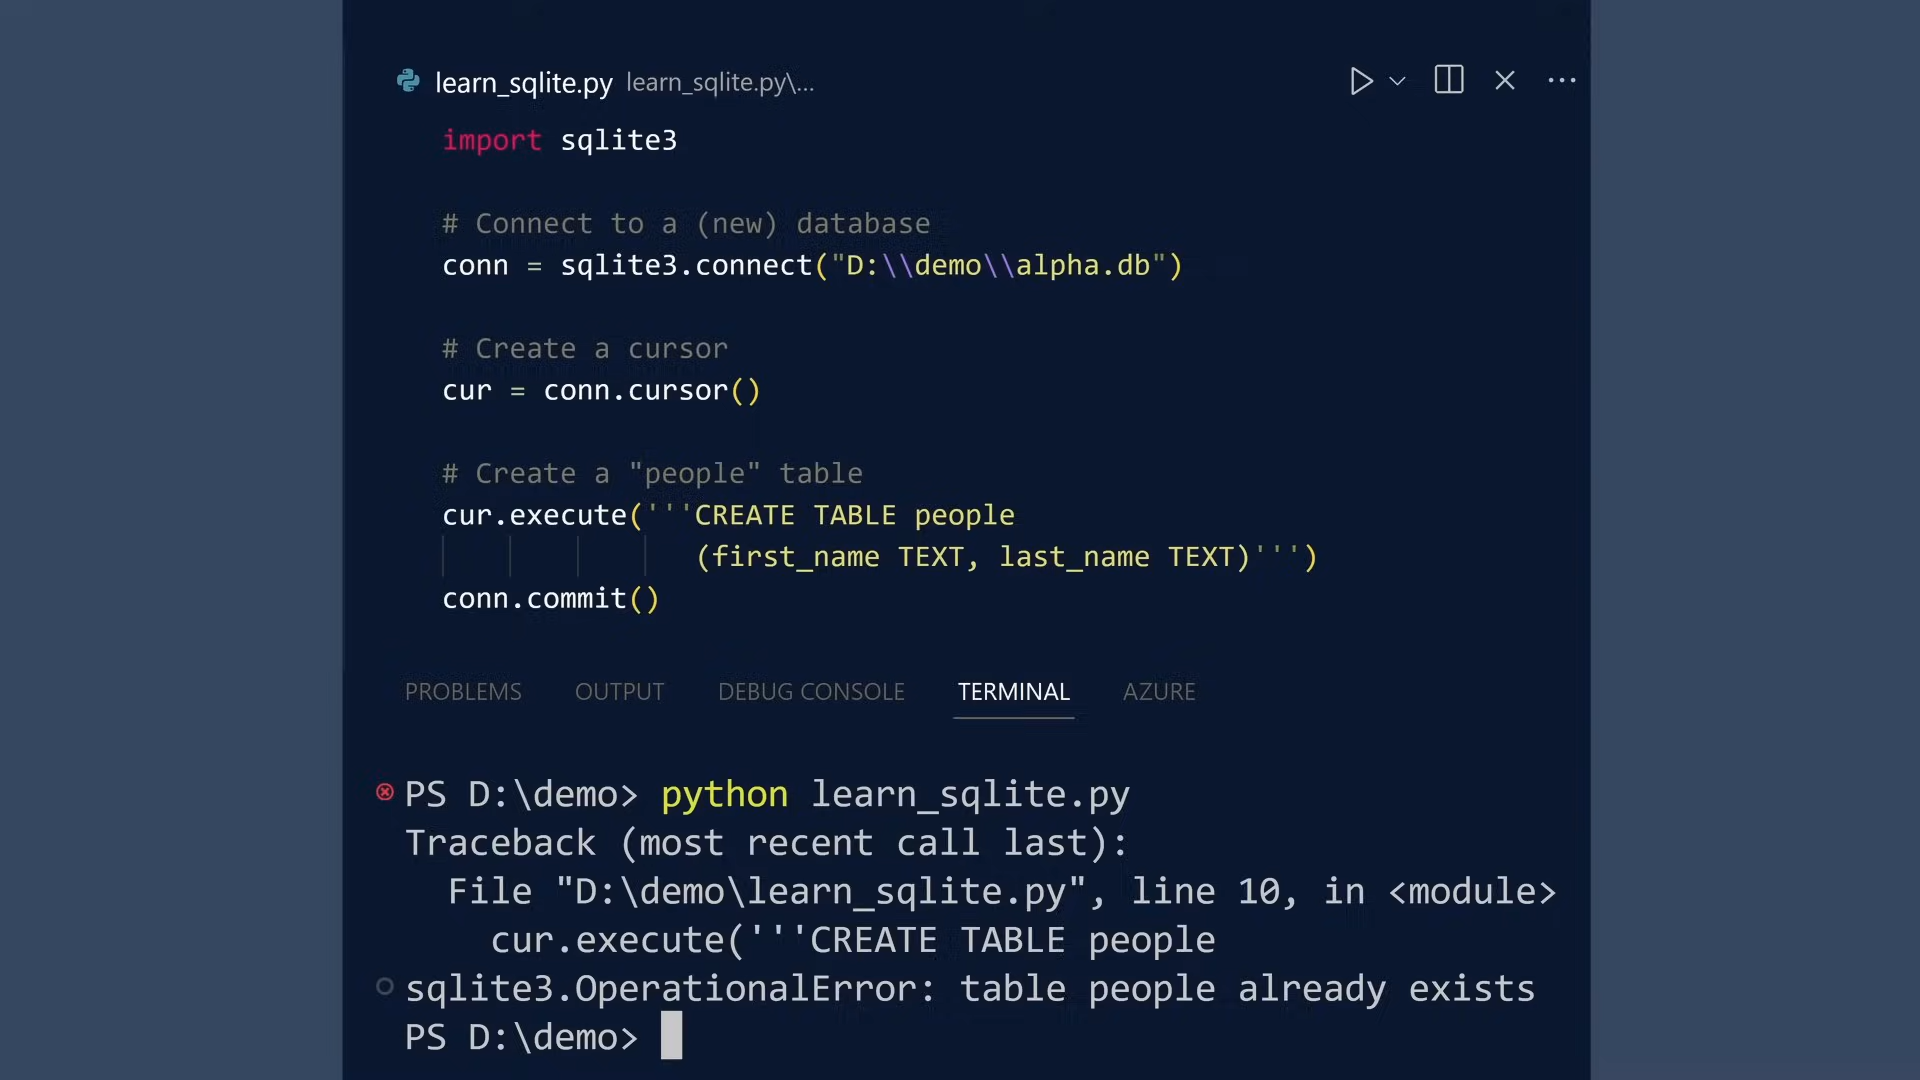 learn_sqlite.py learn_sqlite.py\...
import sqlite3
# Connect to a (new) database
conn = sqlite3.connect("D:\\demo\\alpha.db")
# Create a cursor
cur = conn.cursor()
# Create a "people" table
cur.execute('''CREATE TABLE people
(first_name TEXT, last_name TEXT)''')
conn.commit()
PROBLEMS OUTPUT DEBUG CONSOLE TERMINAL AZURE
PS D:\demo> python learn_sqlite.py
Traceback (most recent call last):
File "D:\demo\learn_sqlite.py", line 10, in <module>
cur.execute('''CREATE TABLE people
sqlite3.OperationalError: table people already exists
PS D:\demo>